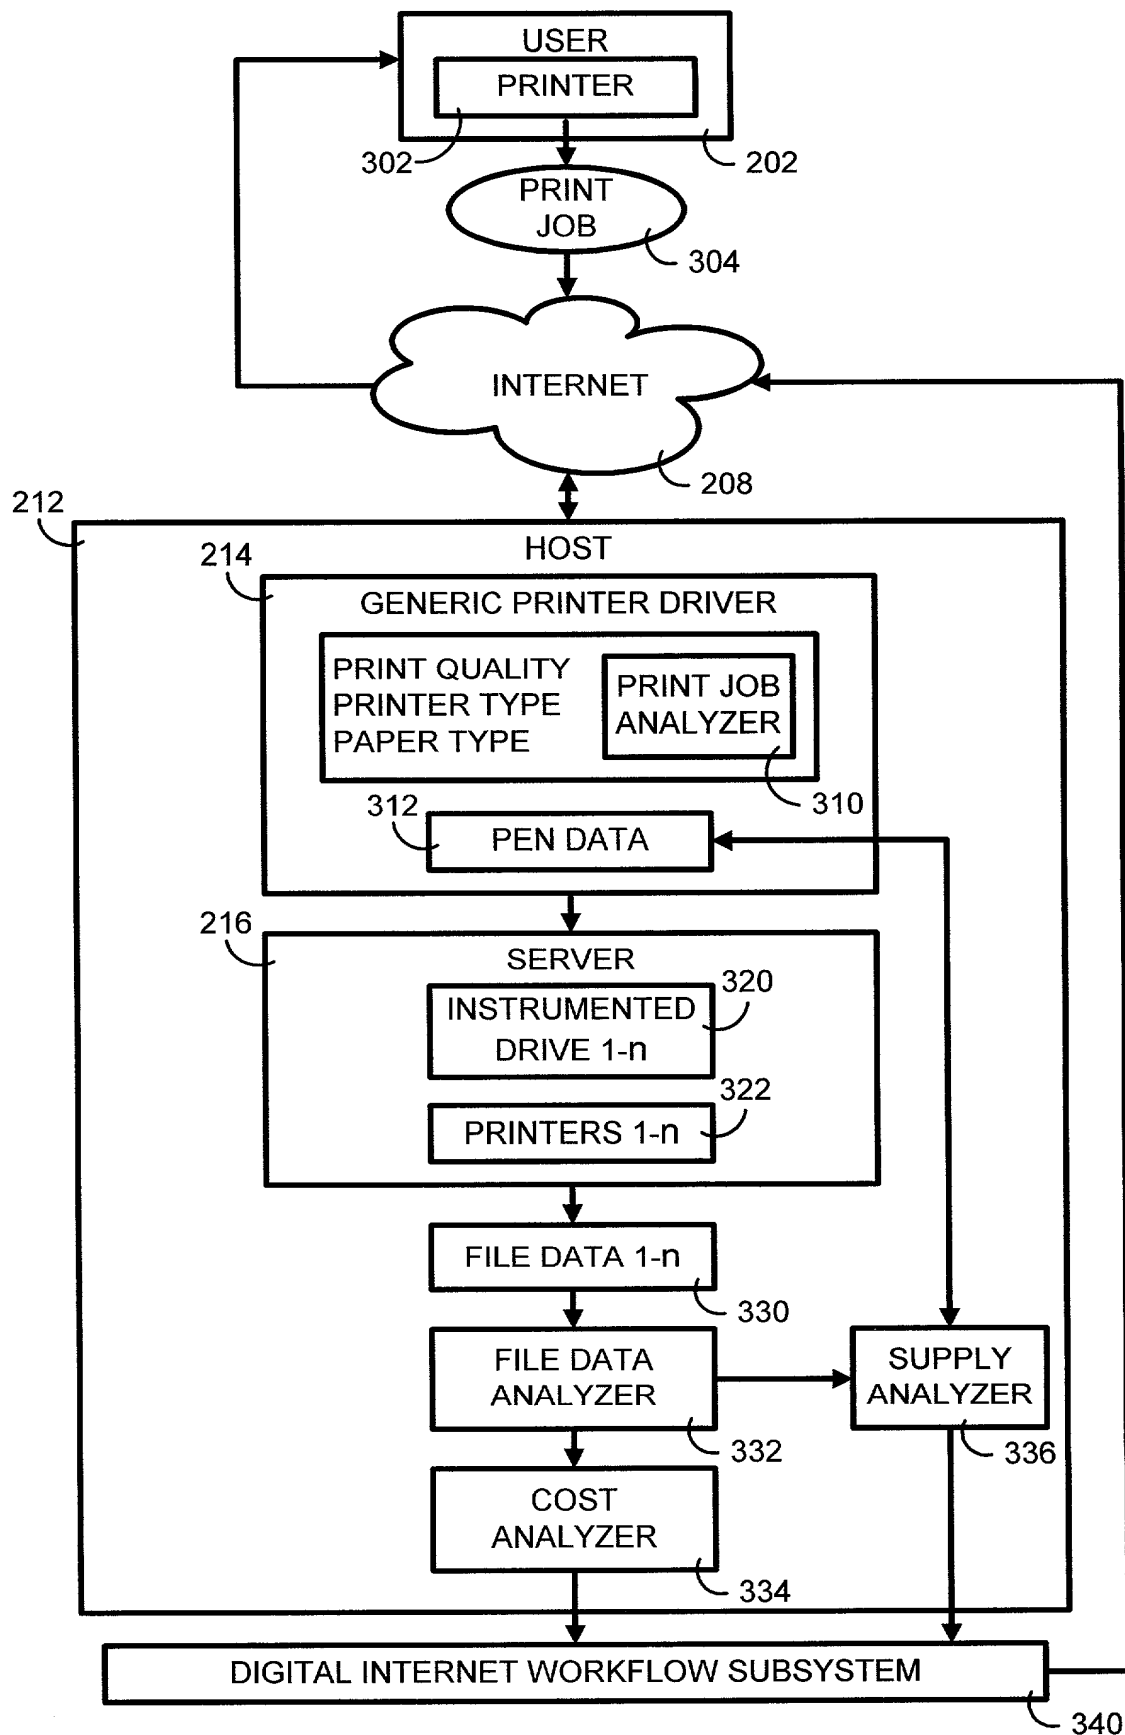 USER
PRINTER
302
202
PRINT
JOB
304
INTERNET
208
212
HOST
214
GENERIC PRINTER DRIVER
PRINT QUALITY
PRINTER TYPE
PAPER TYPE
PRINT JOB
ANALYZER
310
312
PEN DATA
216
SERVER
320
INSTRUMENTED
DRIVE 1-n
322
PRINTERS 1-n
FILE DATA 1-n
330
FILE DATA
ANALYZER
332
SUPPLY
ANALYZER
336
COST
ANALYZER
334
DIGITAL INTERNET WORKFLOW SUBSYSTEM
340